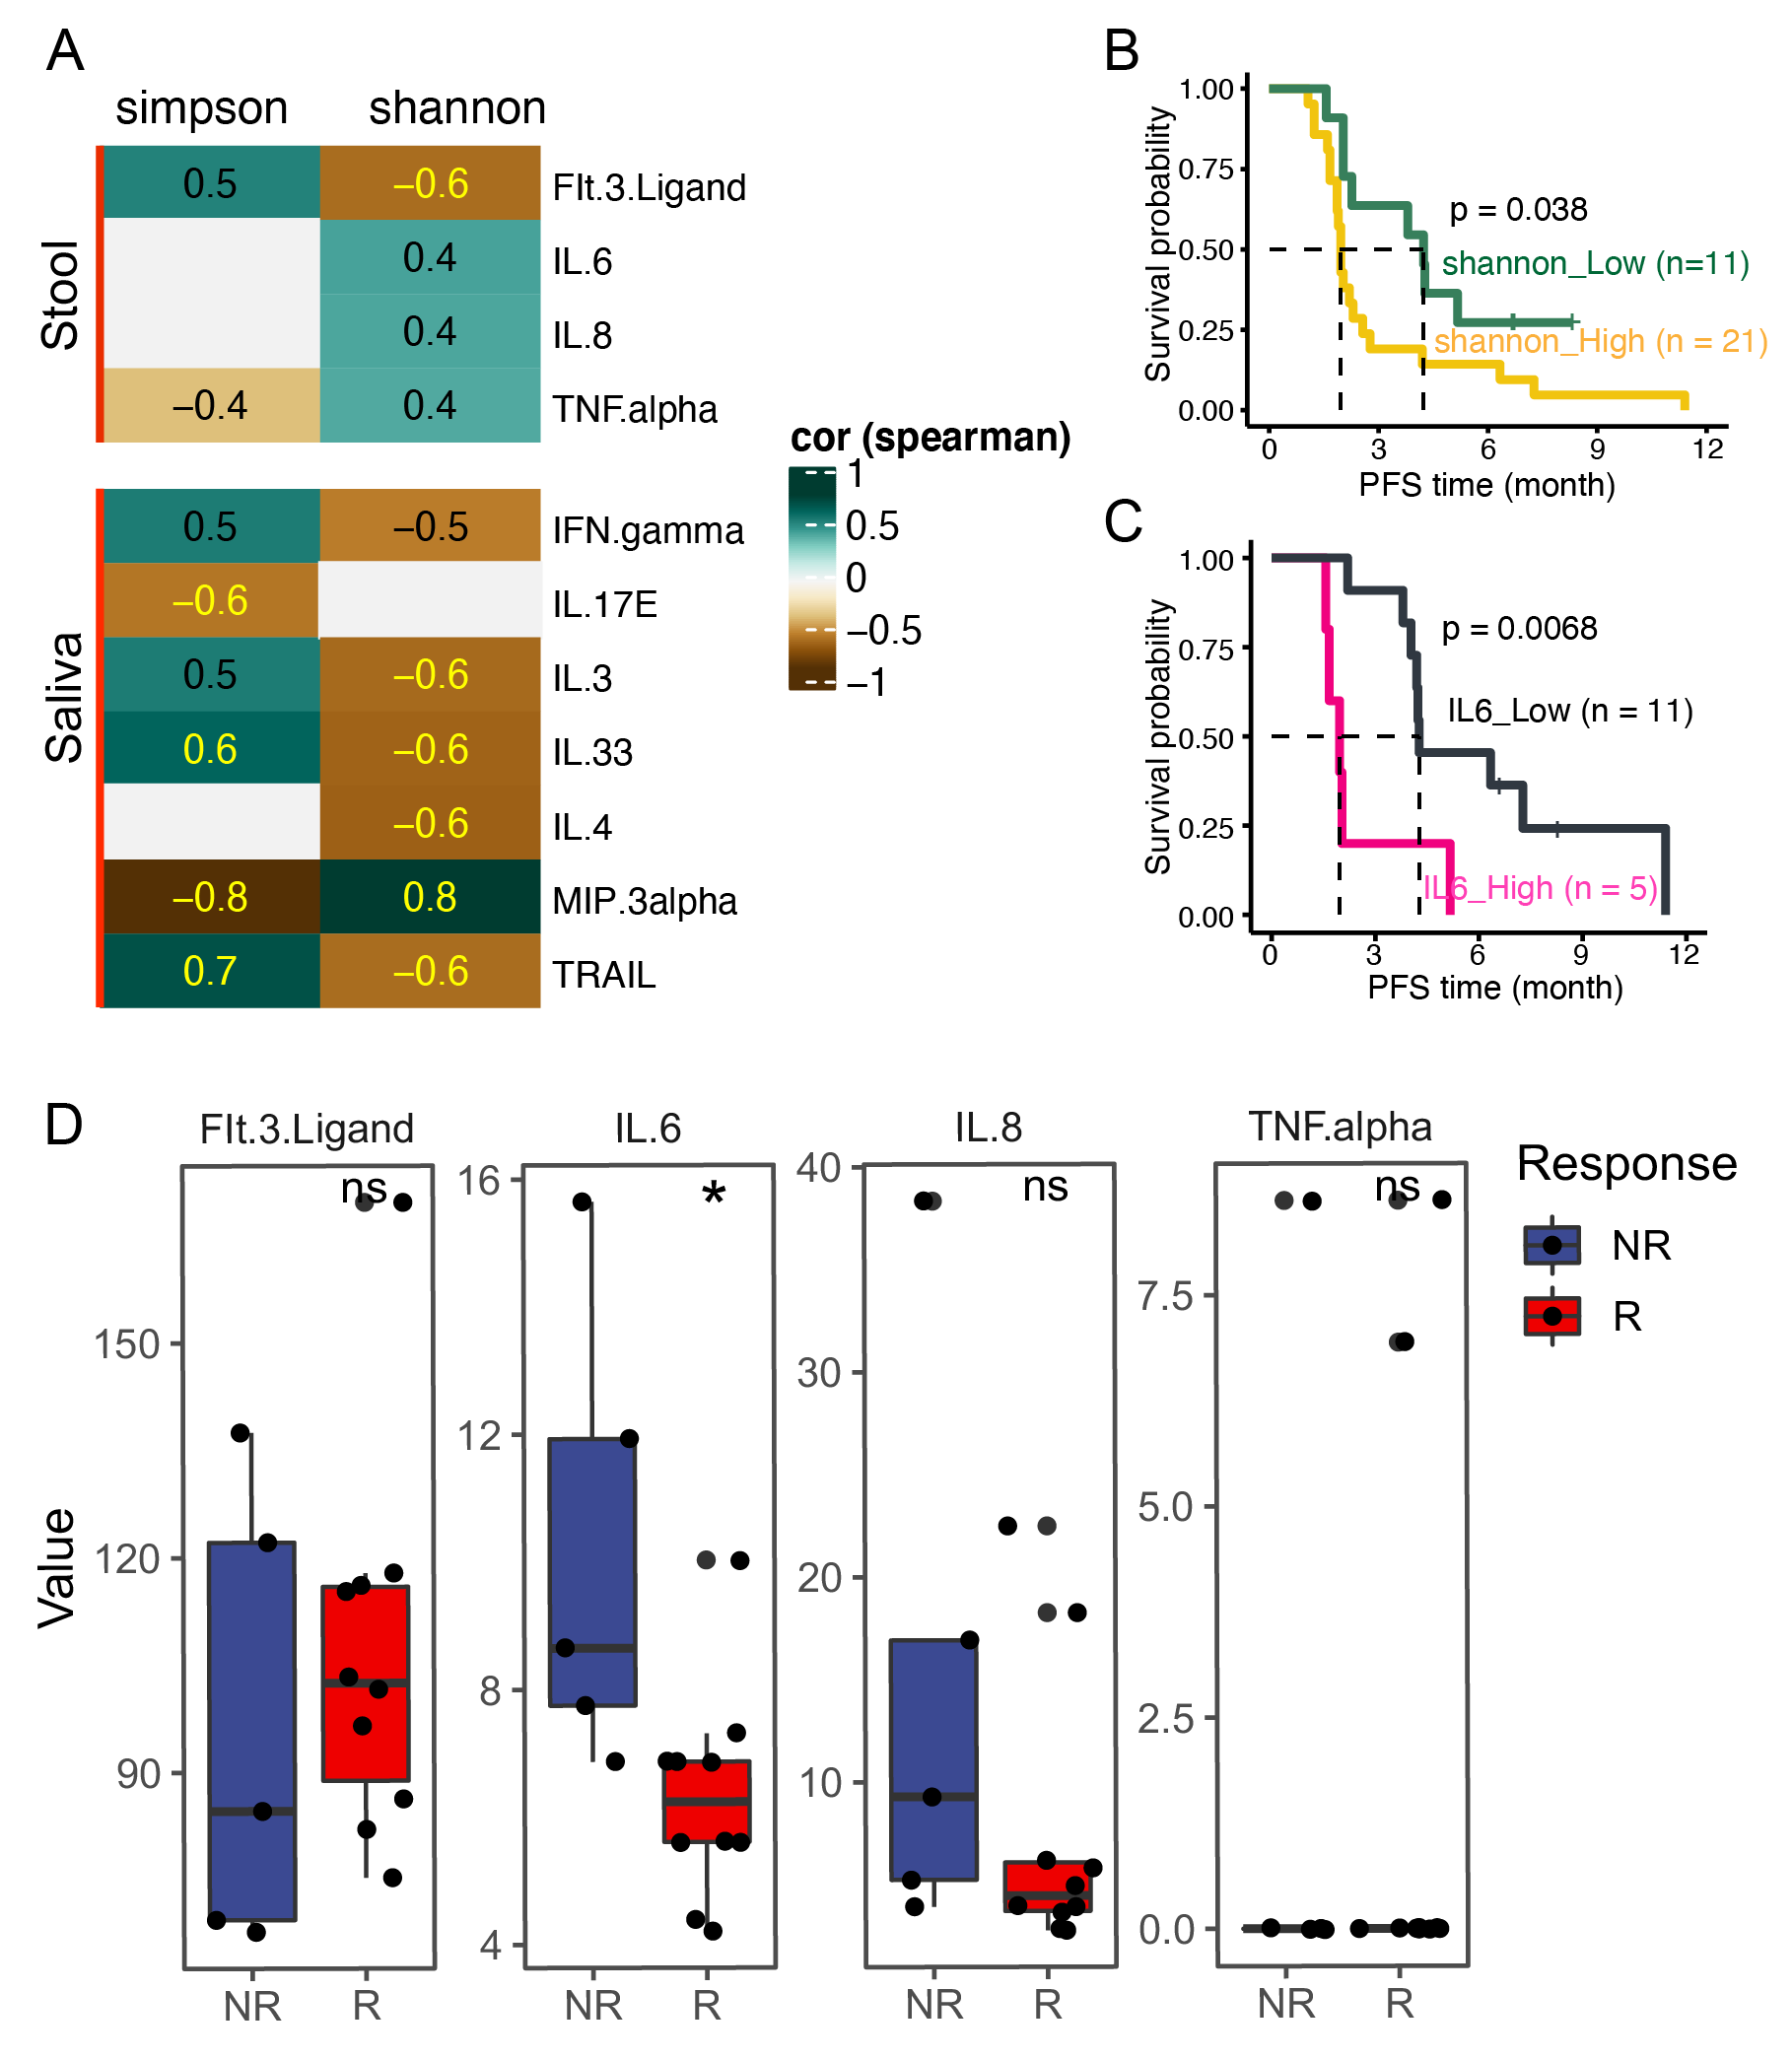 A
simpson shannon
Stool
0.5 −0.6 FIt.3.Ligand
0.4 IL.6
0.4 IL.8
−0.4 0.4 TNF.alpha
Saliva
0.5 −0.5 IFN.gamma
−0.6 IL.17E
0.5 −0.6 IL.3
0.6 −0.6 IL.33
−0.6 IL.4
−0.8 0.8 MIP.3alpha
0.7 −0.6 TRAIL
cor (spearman)
1
0.5
0
−0.5
−1
B
Survival probability
1.00
0.75
0.50
0.25
0.00
p = 0.038
shannon_Low (n=11)
shannon_High (n = 21)
0 3 6 9 12
PFS time (month)
C
Survival probability
1.00
0.75
0.50
0.25
0.00
p = 0.0068
IL6_Low (n = 11)
IL6_High (n = 5)
0 3 6 9 12
PFS time (month)
D
Value
FIt.3.Ligand
ns
150
120
90
NR R
IL.6
*
16
12
8
4
NR R
IL.8
ns
40
30
20
10
NR R
TNF.alpha
ns
7.5
5.0
2.5
0.0
NR R
Response
NR
R